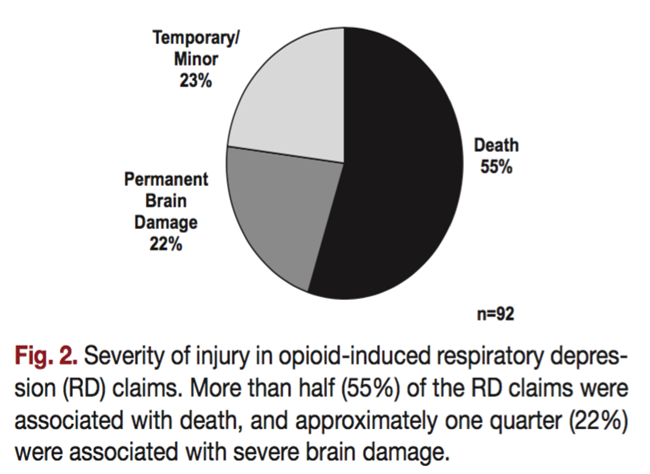 Temporary/
Minor
23%
Death
55%
Permanent
Brain
Damage
22%
n=92
Fig. 2. Severity of injury in opioid-induced respiratory depres-
sion (RD) claims. More than half (55%) of the RD claims were
associated with death, and approximately one quarter (22%)
were associated with severe brain damage.